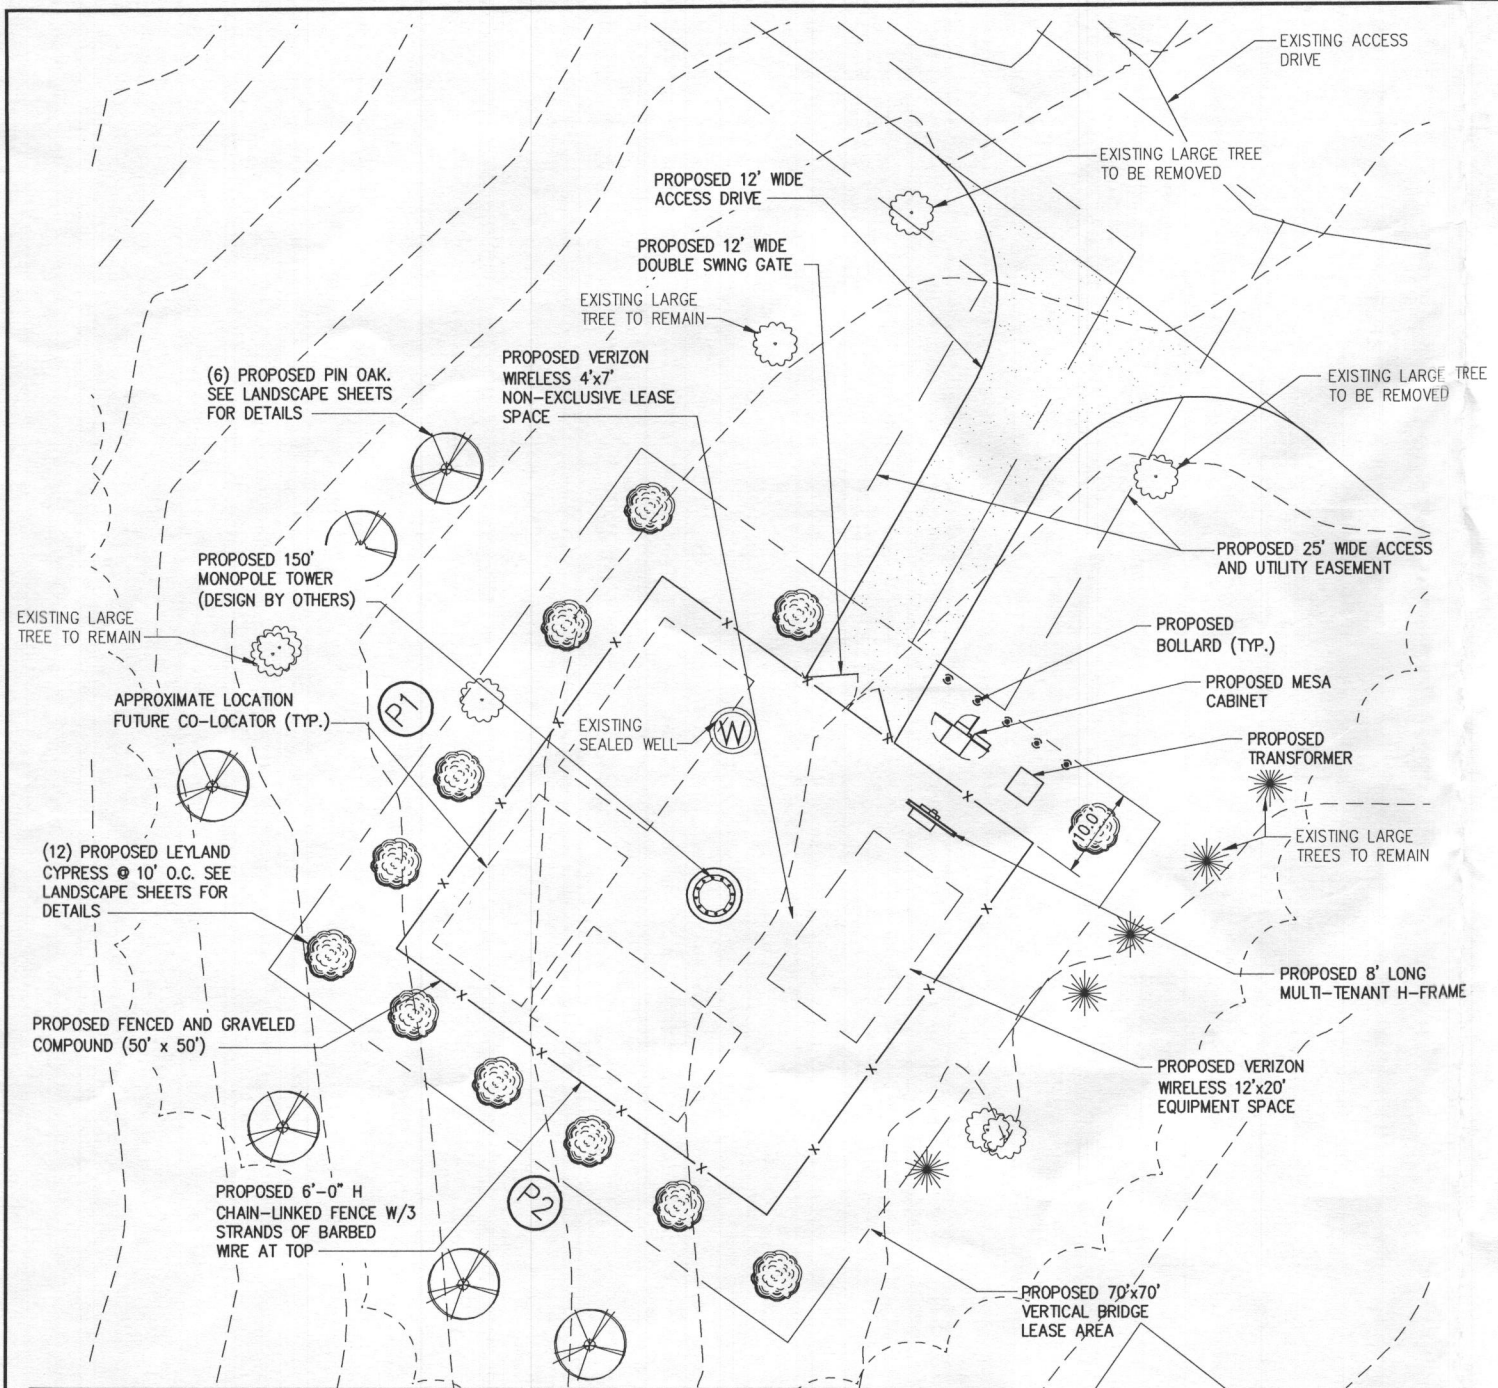 EXISTING ACCESS
DRIVE
EXISTING LARGE TREE
TO BE REMOVED
PROPOSED 12' WIDE
ACCESS DRIVE
PROPOSED 12' WIDE
DOUBLE SWING GATE
EXISTING LARGE
TREE TO REMAIN
PROPOSED VERIZON
WIRELESS 4'x7'
NON-EXCLUSIVE LEASE
SPACE
(6) PROPOSED PIN OAK.
SEE LANDSCAPE SHEETS
FOR DETAILS
EXISTING LARGE TREE
TO BE REMOVED
PROPOSED 25' WIDE ACCESS
AND UTILITY EASEMENT
PROPOSED 150'
MONOPOLE TOWER
(DESIGN BY OTHERS)
EXISTING LARGE
TREE TO REMAIN
PROPOSED
BOLLARD (TYP.)
PROPOSED MESA
CABINET
APPROXIMATE LOCATION
FUTURE CO-LOCATOR (TYP.)
P1
EXISTING
SEALED WELL
W
PROPOSED
TRANSFORMER
10.0'
EXISTING LARGE
TREES TO REMAIN
(12) PROPOSED LEYLAND
CYPRESS @ 10' O.C. SEE
LANDSCAPE SHEETS FOR
DETAILS
PROPOSED 8' LONG
MULTI-TENANT H-FRAME
PROPOSED FENCED AND GRAVELED
COMPOUND (50' x 50')
PROPOSED VERIZON
WIRELESS 12'x20'
EQUIPMENT SPACE
PROPOSED 6'-0" H
CHAIN-LINKED FENCE W/3
STRANDS OF BARBED
WIRE AT TOP
P2
PROPOSED 70'x70'
VERTICAL BRIDGE
LEASE AREA